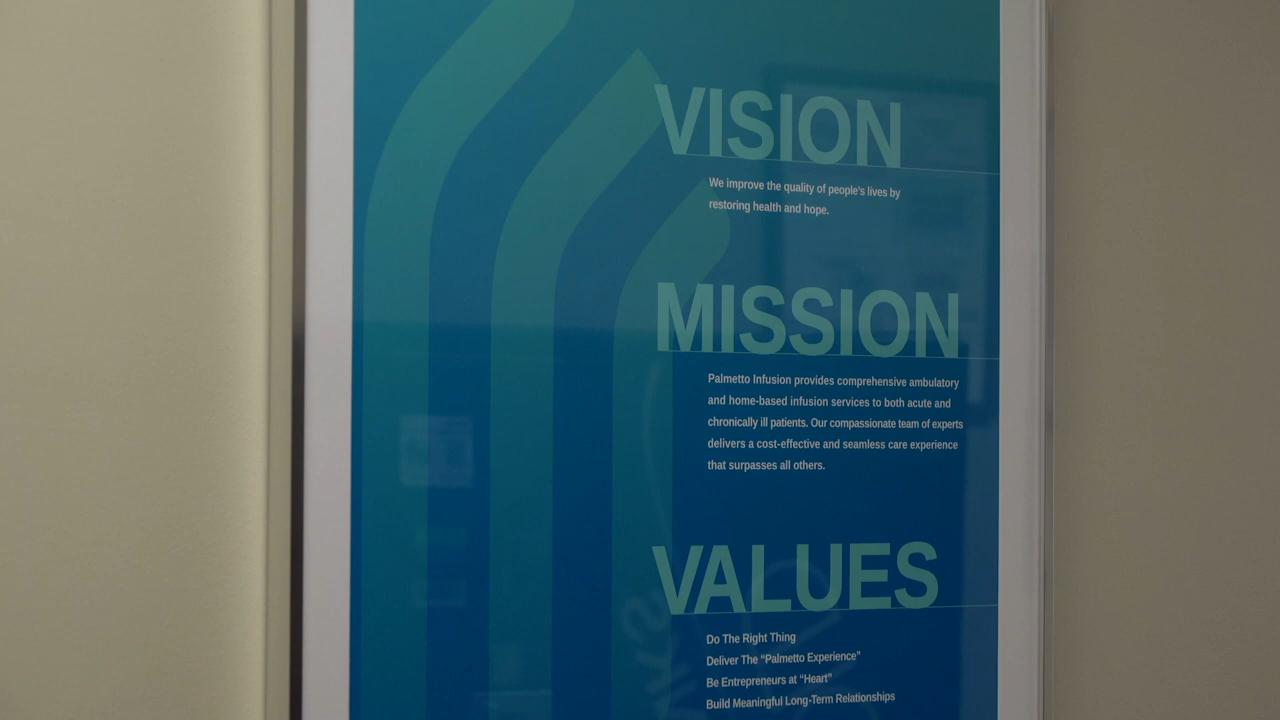 VISION
We improve the quality of people's lives by
restoring health and hope.
MISSION
Palmetto Infusion provides comprehensive ambulatory
and home-based infusion services to both acute and
chronically ill patients. Our compassionate team of experts
delivers a cost-effective and seamless care experience
that surpasses all others.
VALUES
Do The Right Thing
Deliver The “Palmetto Experience”
Be Entrepreneurs at “Heart”
Build Meaningful Long-Term Relationships